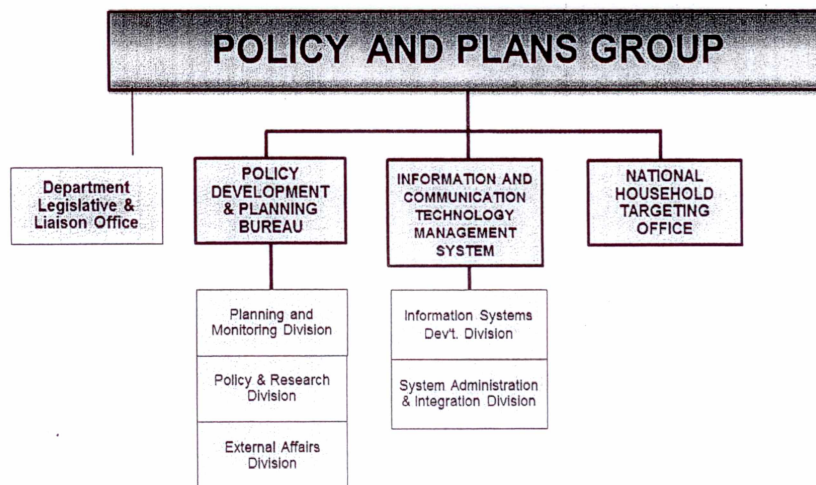 POLICY AND PLANS GROUP
Department
Legislative &
Liaison Office
POLICY
DEVELOPMENT
& PLANNING
BUREAU
INFORMATION AND
COMMUNICATION
TECHNOLOGY
MANAGEMENT
SYSTEM
NATIONAL
HOUSEHOLD
TARGETING
OFFICE
Planning and
Monitoring Division
Policy & Research
Division
External Affairs
Division
Information Systems
Dev't. Division
System Administration
& Integration Division